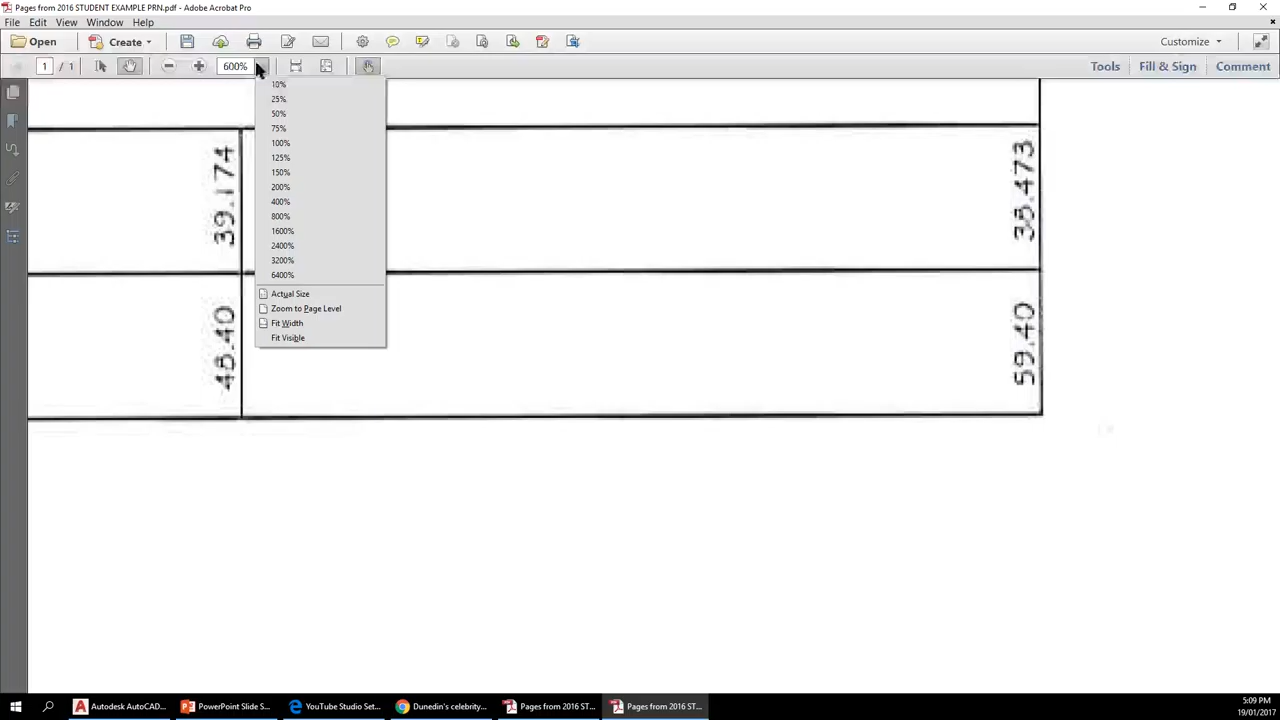 Pages from 2016 STUDENT EXAMPLE PRN.pdf - Adobe Acrobat Pro
File Edit View Window Help
Open Create Customize
1 / 1 600% Tools Fill & Sign Comment
10%
25%
50%
75%
100%
125%
150%
200%
400%
800%
1600%
2400%
3200%
6400%
Actual Size
Zoom to Page Level
Fit Width
Fit Visible
39.174
38.473
48.40
59.40
Autodesk AutoCAD... PowerPoint Slide S... YouTube Studio Set... Dunedin's celebrity... Pages from 2016 ST... Pages from 2016 ST...
5:09 PM
19/01/2017